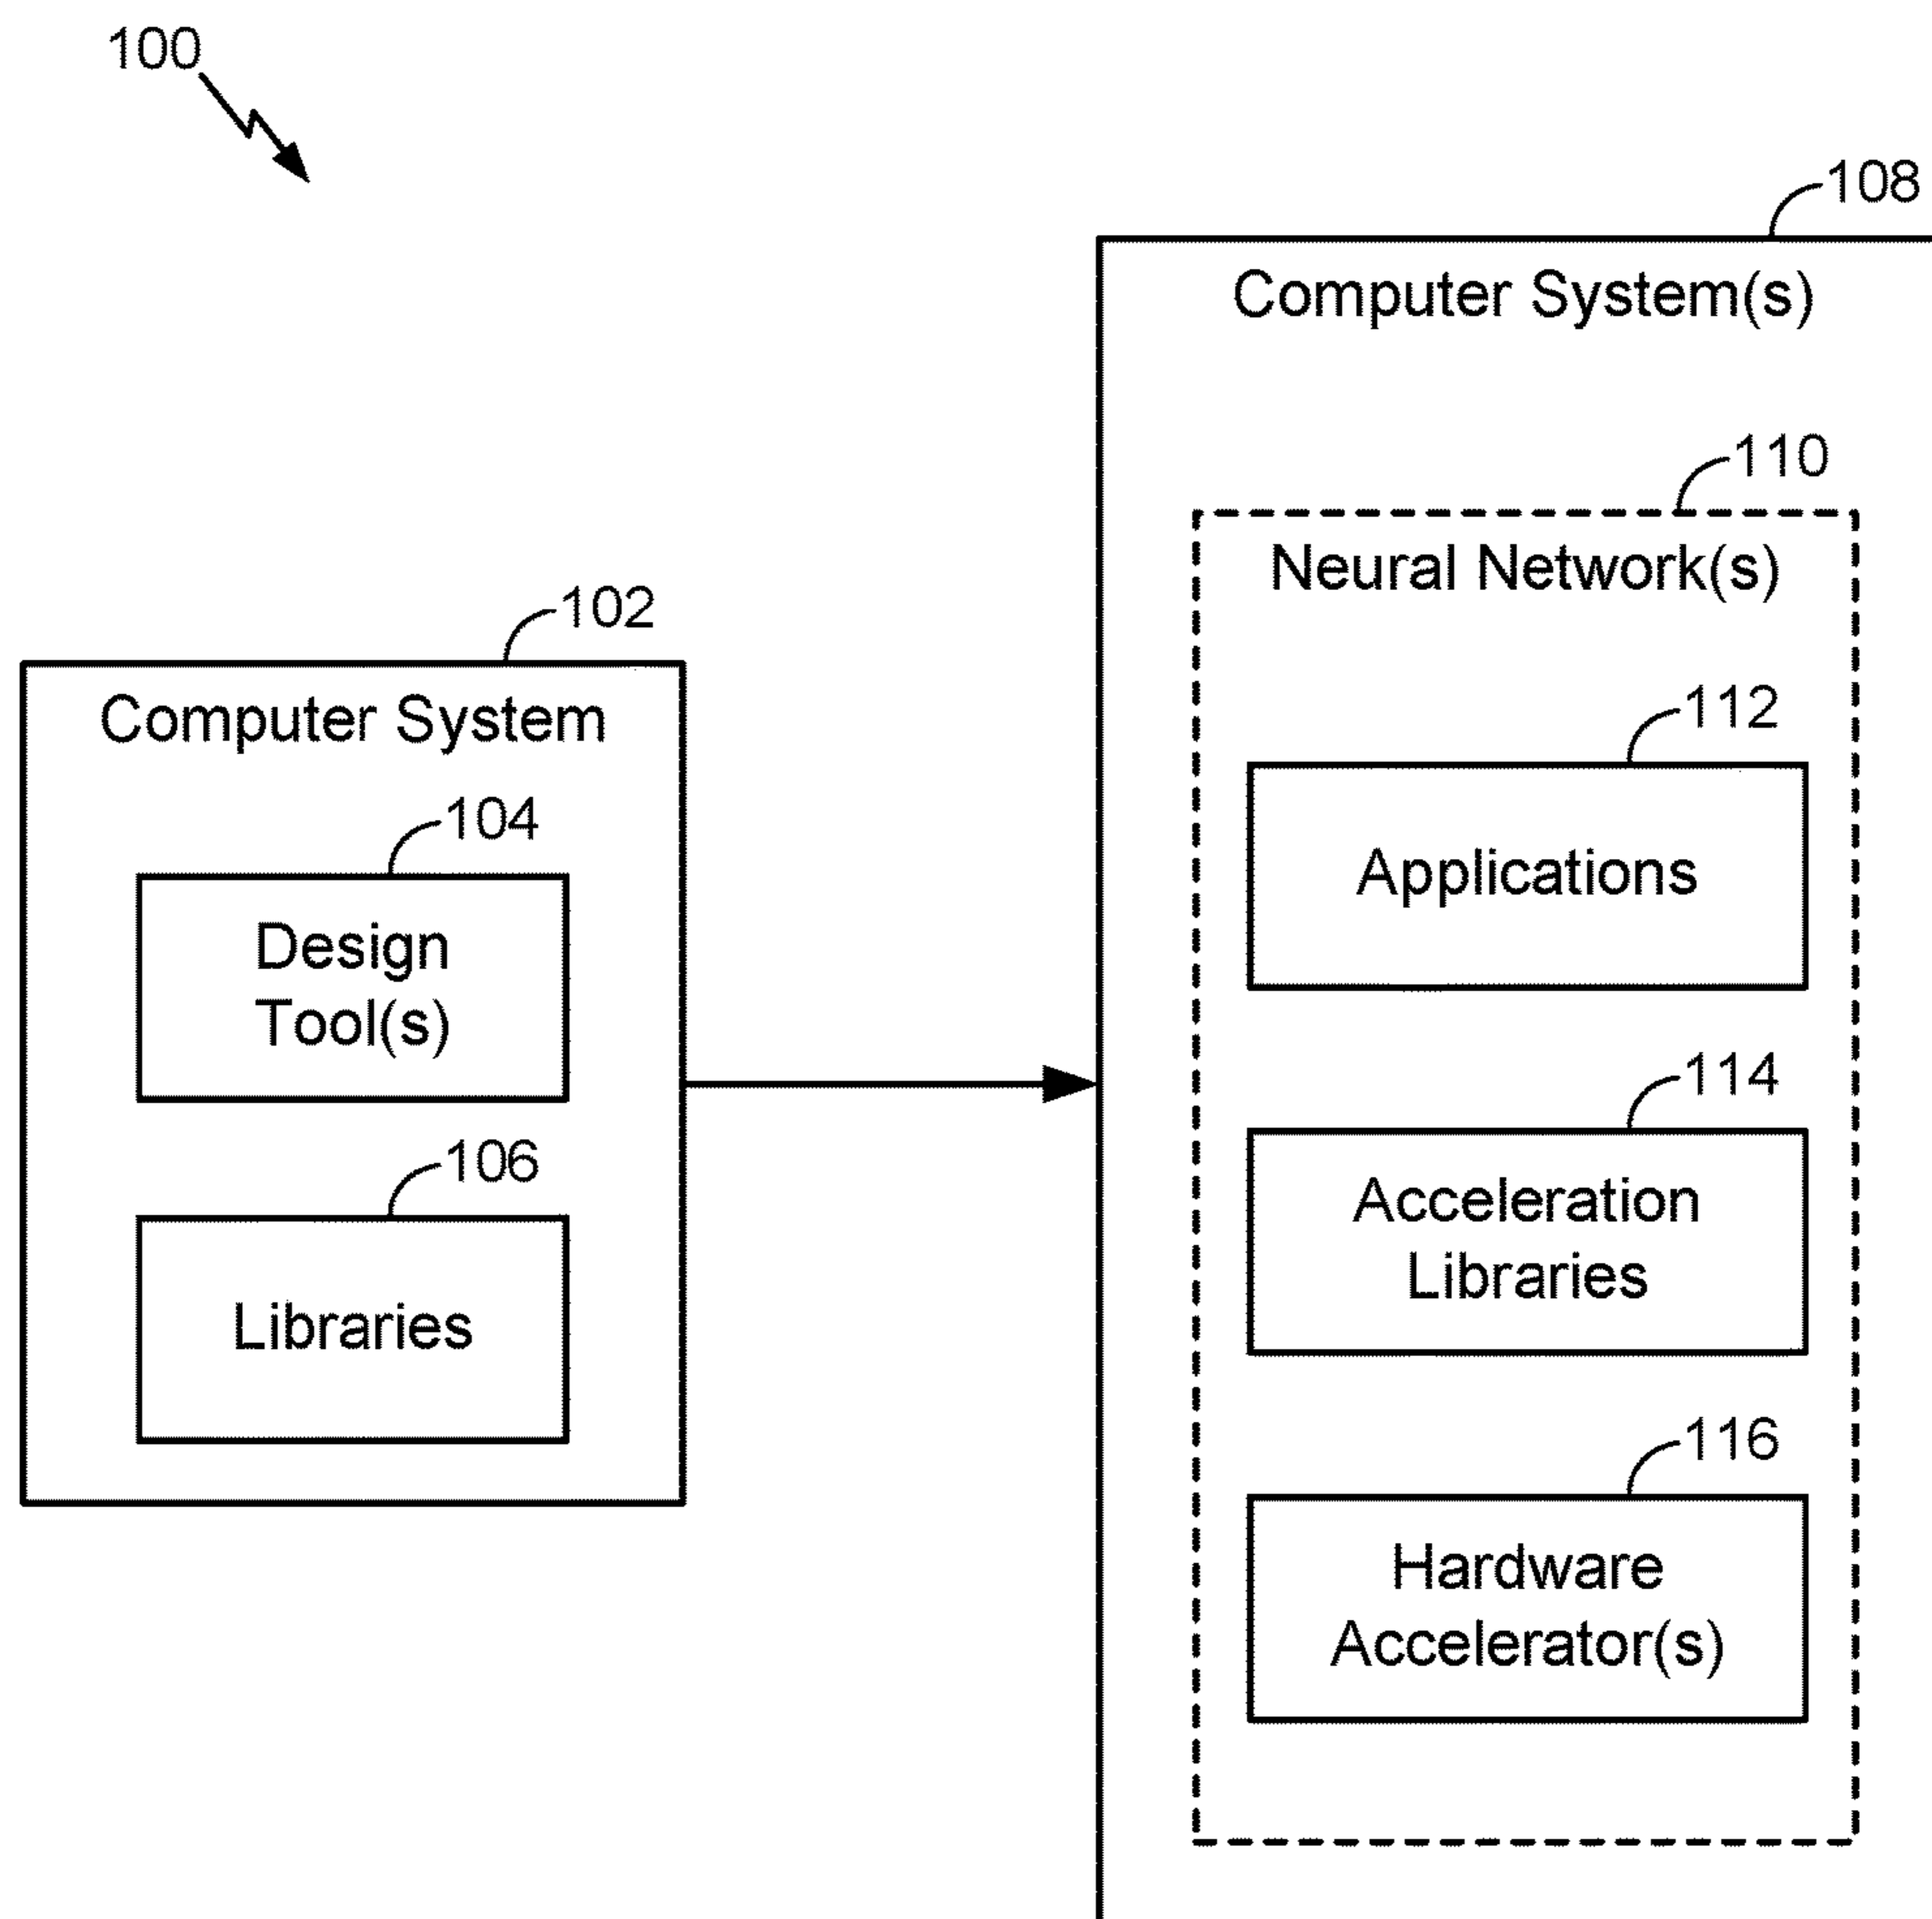 100
108
Computer System(s)
110
Neural Network(s)
102
Computer System
112
Applications
104
Design
Tool(s)
114
Acceleration
Libraries
106
Libraries
116
Hardware
Accelerator(s)